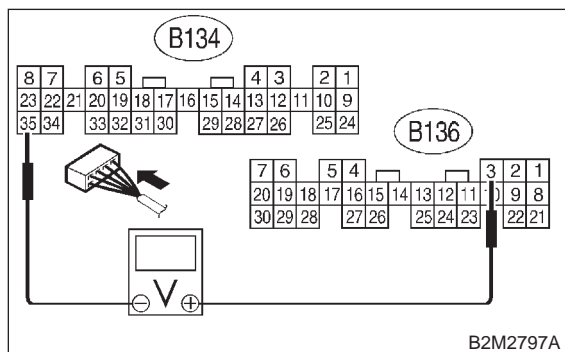 B134
8 7 6 5 4 3 2 1
23 22 21 20 19 18 17 16 15 14 13 12 11 10 9
35 34 33 32 31 30 29 28 27 26 25 24
B136
7 6 5 4 3 2 1
20 19 18 17 16 15 14 13 12 11 10 9 8
30 29 28 27 26 25 24 23 22 21
V
B2M2797A